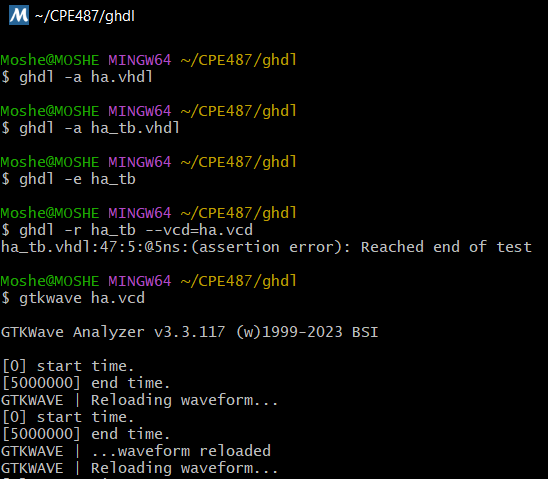 M ~/CPE487/ghdl
Moshe@MOSHE MINGW64 ~/CPE487/ghdl
$ ghdl -a ha.vhdl
Moshe@MOSHE MINGW64 ~/CPE487/ghdl
$ ghdl -a ha_tb.vhdl
Moshe@MOSHE MINGW64 ~/CPE487/ghdl
$ ghdl -e ha_tb
Moshe@MOSHE MINGW64 ~/CPE487/ghdl
$ ghdl -r ha_tb --vcd=ha.vcd
ha_tb.vhdl:47:5:@5ns:(assertion error): Reached end of test
Moshe@MOSHE MINGW64 ~/CPE487/ghdl
$ gtkwave ha.vcd
GTKWave Analyzer v3.3.117 (w)1999-2023 BSI
[0] start time.
[5000000] end time.
GTKWAVE | Reloading waveform...
[0] start time.
[5000000] end time.
GTKWAVE | ...waveform reloaded
GTKWAVE | Reloading waveform...